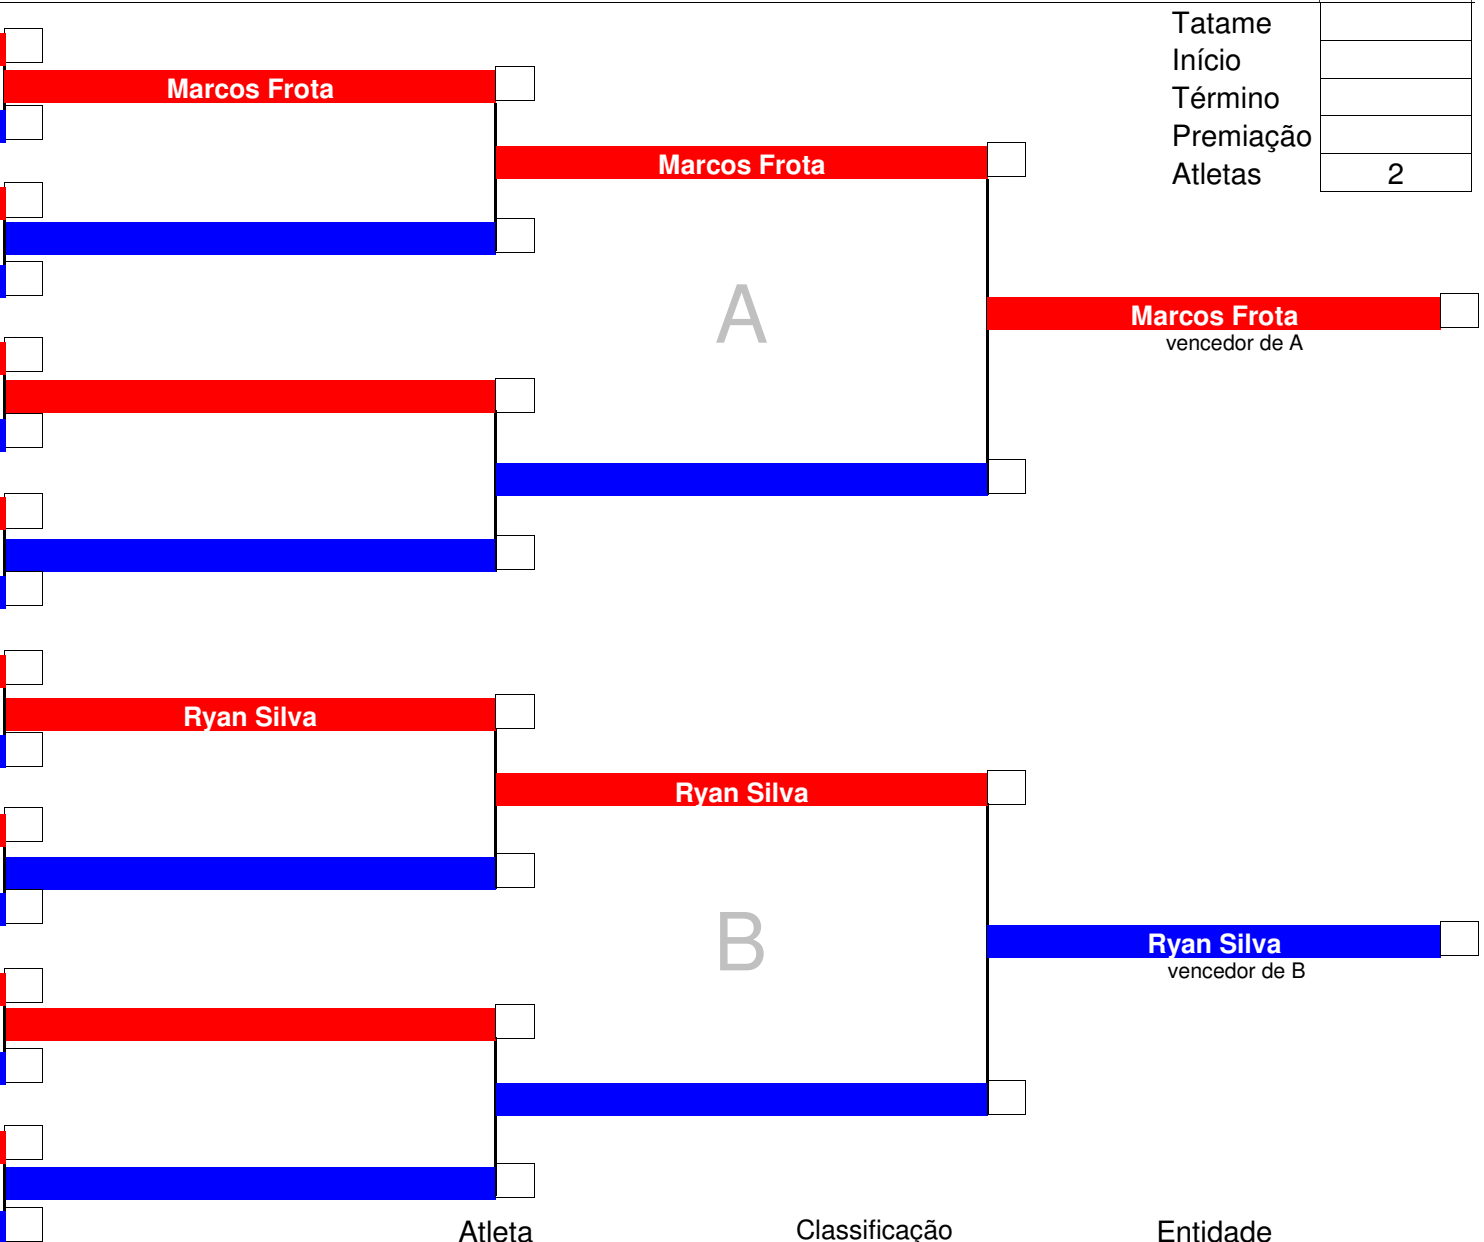 Tatame
Início
Término
Premiação
Atletas 2
Marcos Frota
Marcos Frota
A
Marcos Frota
vencedor de A
Ryan Silva
Ryan Silva
B
Ryan Silva
vencedor de B
Atleta Classificação Entidade